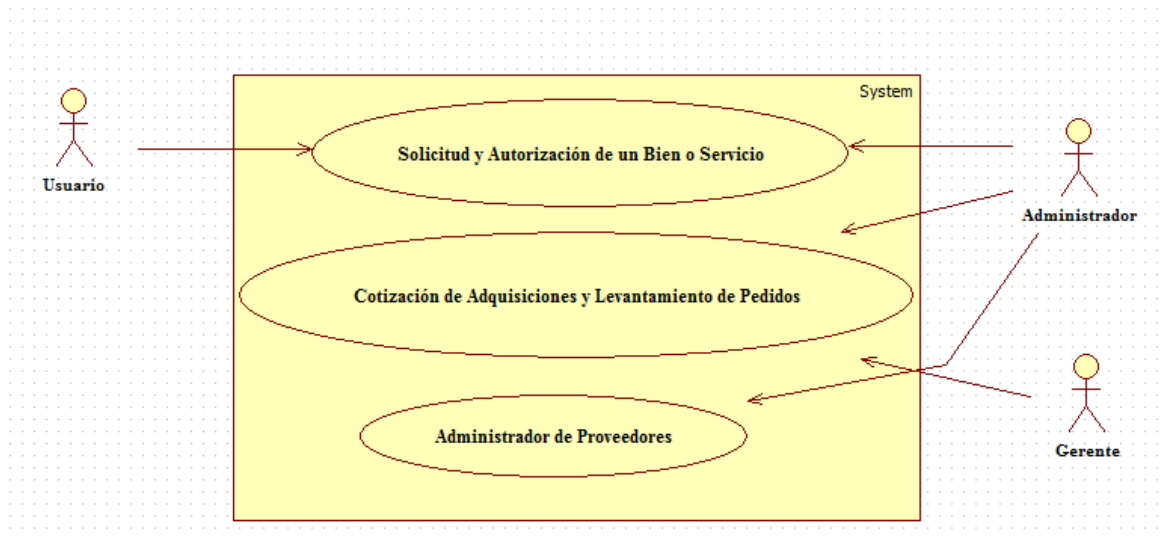 System
Solicitud y Autorización de un Bien o Servicio
Usuario
Administrador
Cotización de Adquisiciones y Levantamiento de Pedidos
Administrador de Proveedores
Gerente